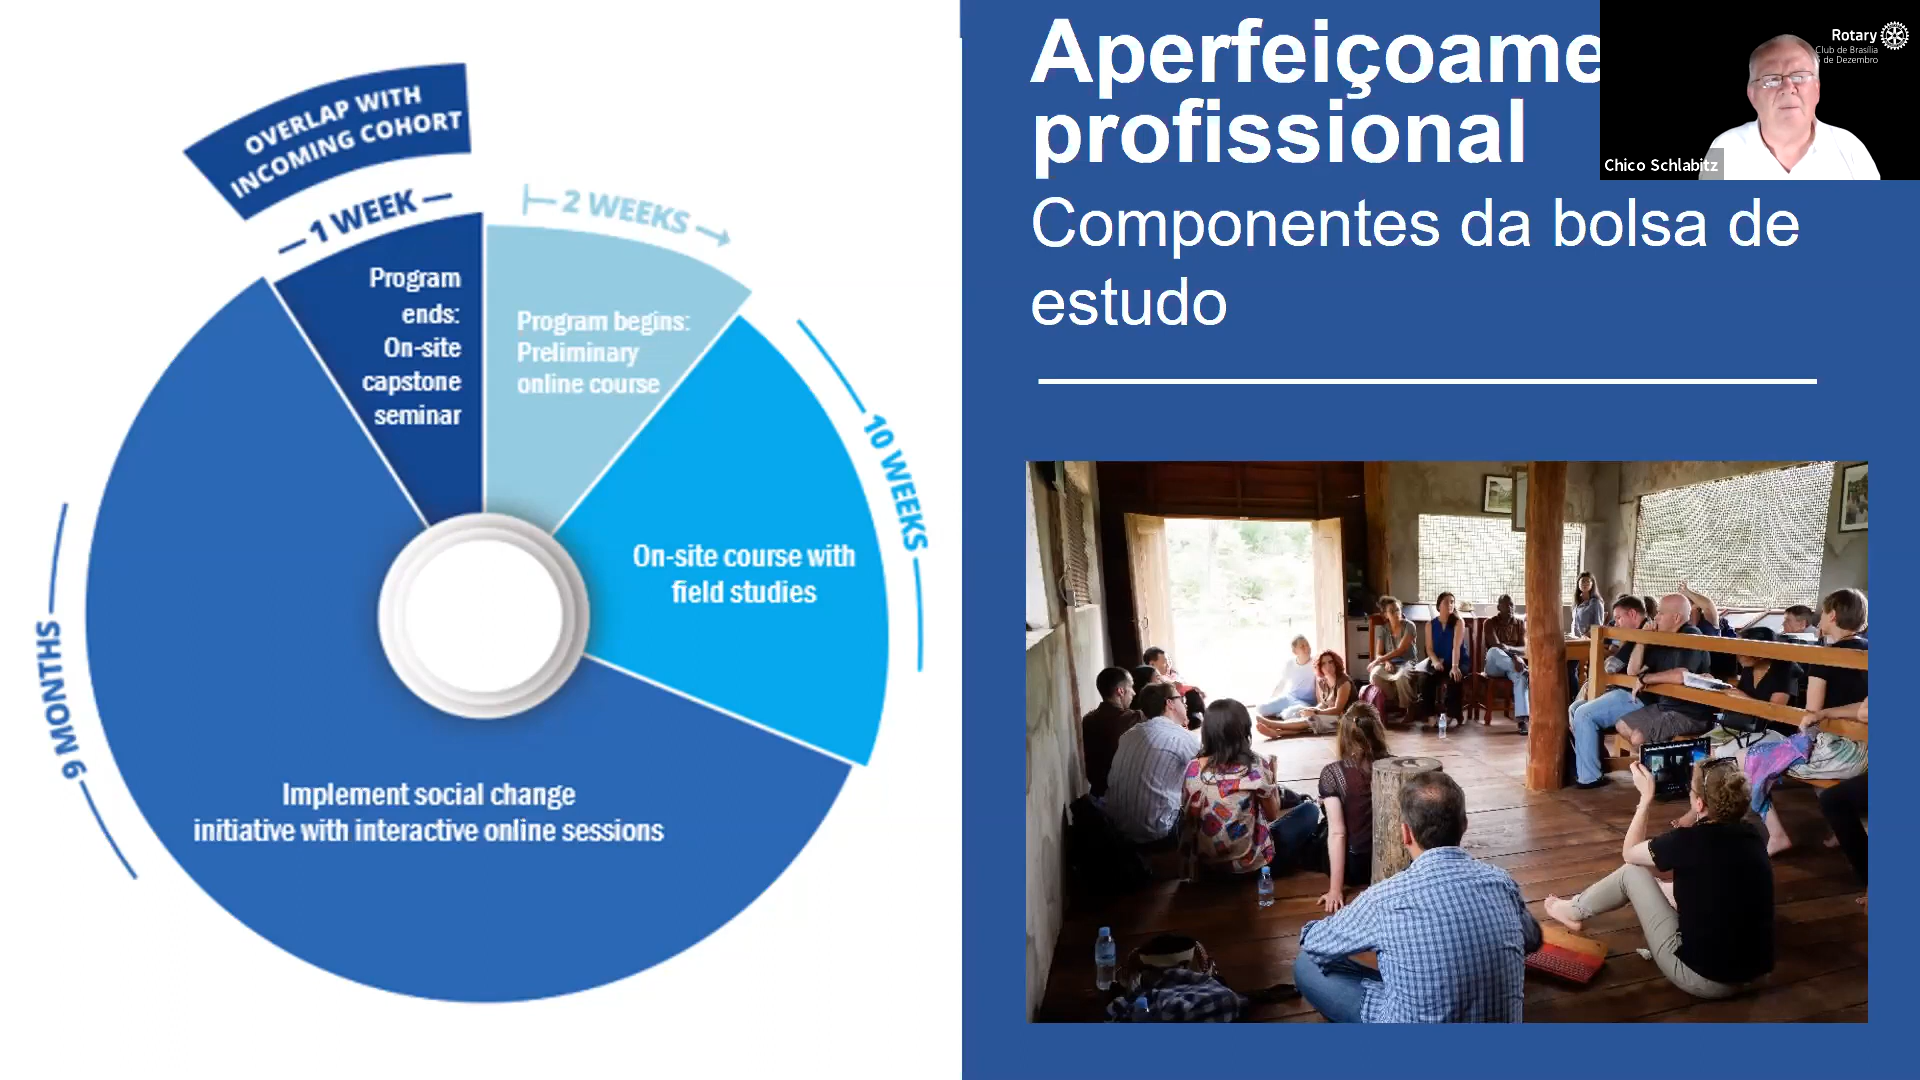 OVERLAP WITH
INCOMING COHORT
1 WEEK
2 WEEKS
Program
ends:
On-site
capstone
seminar
Program begins:
Preliminary
online course
10 WEEKS
On-site course with
field studies
9 MONTHS
Implement social change
initiative with interactive online sessions
Aperfeiçoame
profissional
Componentes da bolsa de
estudo
Rotary
Club de Brasília
de Dezembro
Chico Schlabitz